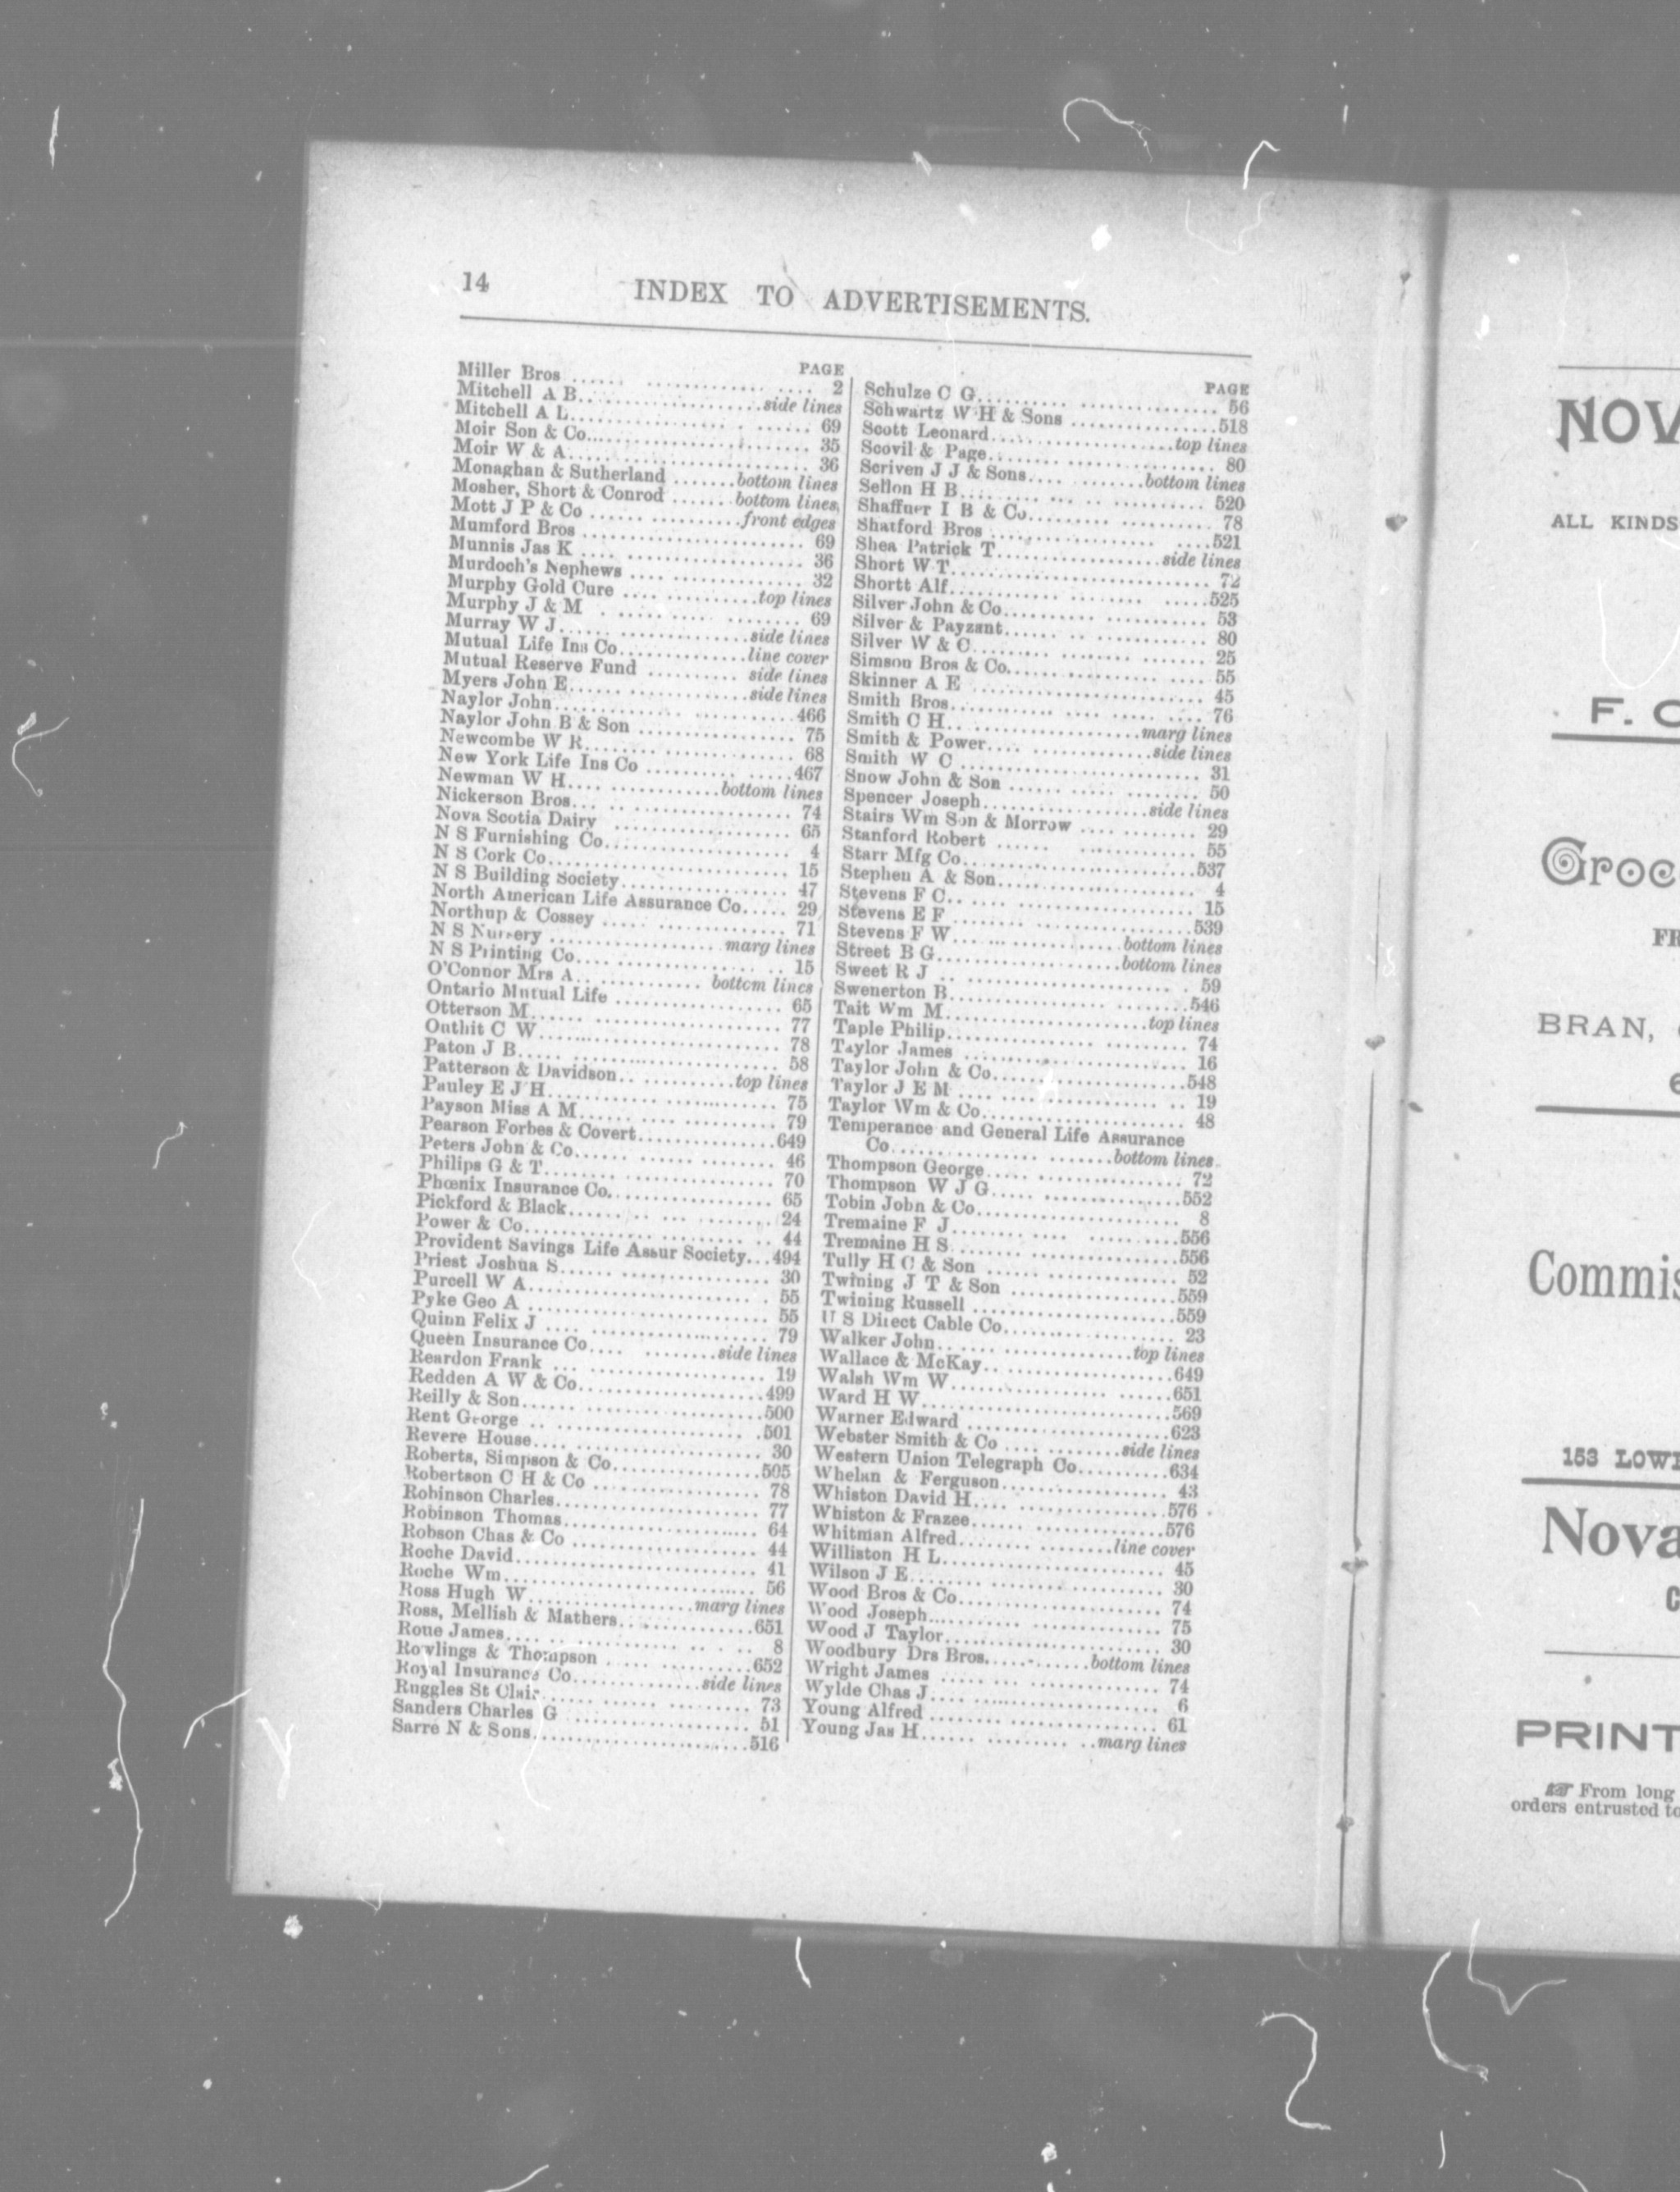 14
INDEX TO ADVERTISEMENTS.
PAGE
Miller Bros ...... ............ .... 2
Mitchell A B.. ..................side lines
Mitchell A L................ . ...... 69
Moir Son & Co....................... 35
Moir W & A......................... 36
Monaghan & Sutherland .......bottom lines
Mosher, Short & Conrod ......bottom lines
Mott J P & Co ...... ..........front edges
Mumford Bros ........................ 69
Munnis Jas K .... .................. 36
Murdoch's Nephews .... ............. 32
Murphy Gold Cure .... ..........top lines
Murphy J & M . ..... .... ........ 69
Murray W J...... ..............side lines
Mutual Life Ins Co.............line cover
Mutual Reserve Fund .......... side lines
Myers John E...... .............side lines
Naylor John............. ..........466
Naylor John B & Son ................ 75
Newcombe W R........ ............. 68
New York Life Ins Co .......... .....467
Newman W H.... ............bottom lines
Nickerson Bros... .. ................ 74
Nova Scotia Dairy .................. 65
N S Furnishing Co................... 4
N S Cork Co........................ 15
N S Building Society................. 47
North American Life Assurance Co..... 29
Northup & Cossey .... .............. 71
N S Nursery ................. marg lines
N S Printing Co.... ........... . .. 15
O'Connor Mrs A.. ........... bottom lines
Ontario Mutual Life ................. 65
Otterson M...... ................... 77
Outhit C W......................... 78
Paton J B..... ..................... 58
Patterson & Davidson.. ..........top lines
Pauley E J H........... ........... 75
Payson Miss A M...... ............. 79
Pearson Forbes & Covert..............649
Peters John & Co...... ...... ........ 46
Philips G & T........ ............... 70
Phœnix Insurance Co................. 65
Pickford & Black...... .. ... ....... 24
Power & Co..................... .. 44
Provident Savings Life Assur Society...494
Priest Joshua S...... ............... 30
Purcell W A...................... . 55
Pyke Geo A ........................ 55
Quinn Felix J .... .................. 79
Queen Insurance Co.... ........side lines
Reardon Frank ... .................. 19
Redden A W & Co...................499
Reilly & Son...... ..................500
Rent George .. .................. .501
Revere House.... ................... 30
Roberts, Simpson & Co...............505
Robertson C H & Co ................ 78
Robinson Charles.................... 77
Robinson Thomas................... 64
Robson Chas & Co .................. 44
Roche David........................ 41
Roche Wm......................... 56
Ross Hugh W................marg lines
Ross, Mellish & Mathers..............651
Roue James.... ............. .. . .. 8
Rowlings & Thompson ..... .........652
Royal Insurance Co.............side lines
Ruggles St Clair...... ...... ....... 73
Sanders Charles G .................. 51
Sarre N & Sons......................516
PAGE
Schulze C G.......... .............. 56
Schwartz W H & Sons ...............518
Scott Leonard.....................top lines
Scovil & Page........ .............. 80
Scriven J J & Sons.... ........bottom lines
Sellon H B........ ... .. .......... 520
Shaffner I B & Co........ .......... 78
Shatford Bros .................. ....521
Shea Patrick T.................side lines
Short W T.......................... 72
Shortt Alf............ ....... .....525
Silver John & Co........ ............ 53
Silver & Payzant...... .. ........... 80
Silver W & C........ ....... ....... 25
Simson Bros & Co............. .... 55
Skinner A E ....................... 45
Smith Bros............ .... ..... .... 76
Smith C H.. ...................marg lines
Smith & Power.... ............side lines
Smith W C ........................ 31
Snow John & Son ...... ..... ........ 50
Spencer Joseph.................side lines
Stairs Wm Son & Morrow .... ......... 29
Stanford Robert ...... .............. 55
Starr Mfg Co.......................537
Stephen A & Son.................... 4
Stevens F C.. .... .................. 15
Stevens E F ....... ................539
Stevens F W... ... ..........bottom lines
Street B G....................bottom lines
Sweet R J .. ..................... . 59
Swenerton B................ .......546
Tait Wm M....................top lines
Taple Philip............... ......... 74
Taylor James ...................... 16
Taylor John & Co...................548
Taylor J E M .... .............. .. 19
Taylor Wm & Co.................... 48
Temperance and General Life Assurance
Co.... ............. .......bottom lines
Thompson George.... ............... 72
Thompson W J G..... ..............552
Tobin John & Co.................... 8
Tremaine F J........ .... .........556
Tremaine H S....... ...............556
Tully H C & Son ...... ............. 52
Twining J T & Son .................559
Twining Russell ....................559
U S Direct Cable Co................. 23
Walker John.. ..... .............top lines
Wallace & McKay.. .................649
Walsh Wm W................ ......651
Ward H W.........................569
Warner Edward ....................623
Webster Smith & Co .... ........side lines
Western Union Telegraph Co.........634
Whelan & Ferguson................. 43
Whiston David H.... ...............576
Whiston & Frazee...... .............576
Whitman Alfred........ ........line cover
Williston H L....................... 45
Wilson J E........ ................. 30
Wood Bros & Co.................... 74
Wood Joseph............ ........... 75
Wood J Taylor...................... 30
Woodbury Drs Bros............bottom lines
Wright James ...... ... ........... 74
Wylde Chas J.... .................. 6
Young Alfred ........ .............. 61
Young Jas H...... ......... ..marg lines
ALL KINDS
F.
BRAN,
153
Nova
PRINT
From long
orders entrusted to